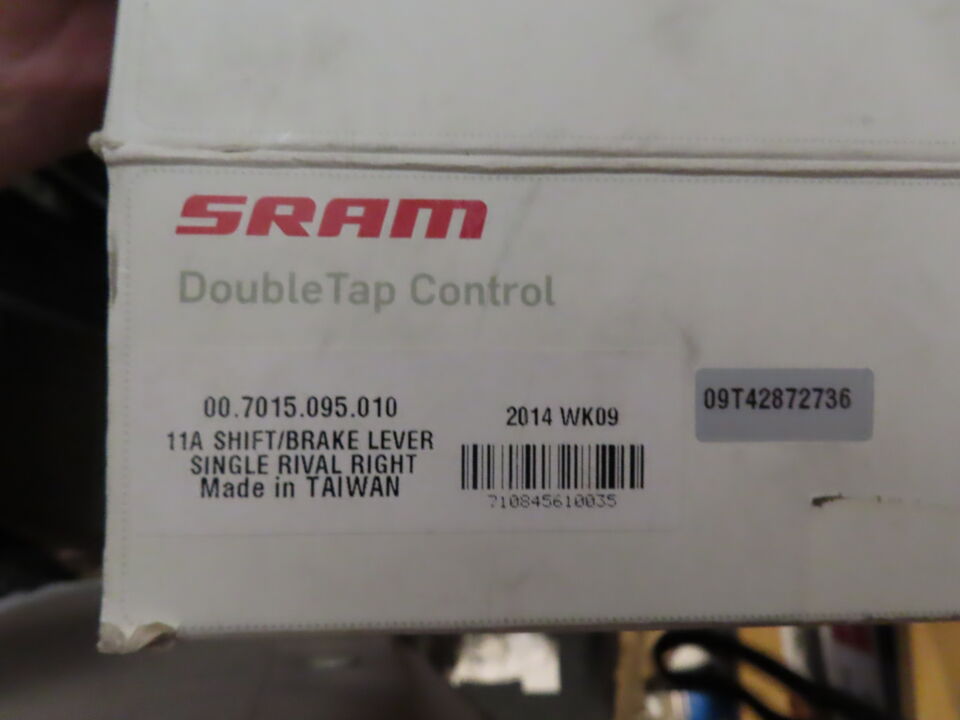 SRAM
DoubleTap Control
00.7015.095.010
11A SHIFT/BRAKE LEVER
SINGLE RIVAL RIGHT
Made in TAIWAN
2014 WK09
710845610035
09T42872736